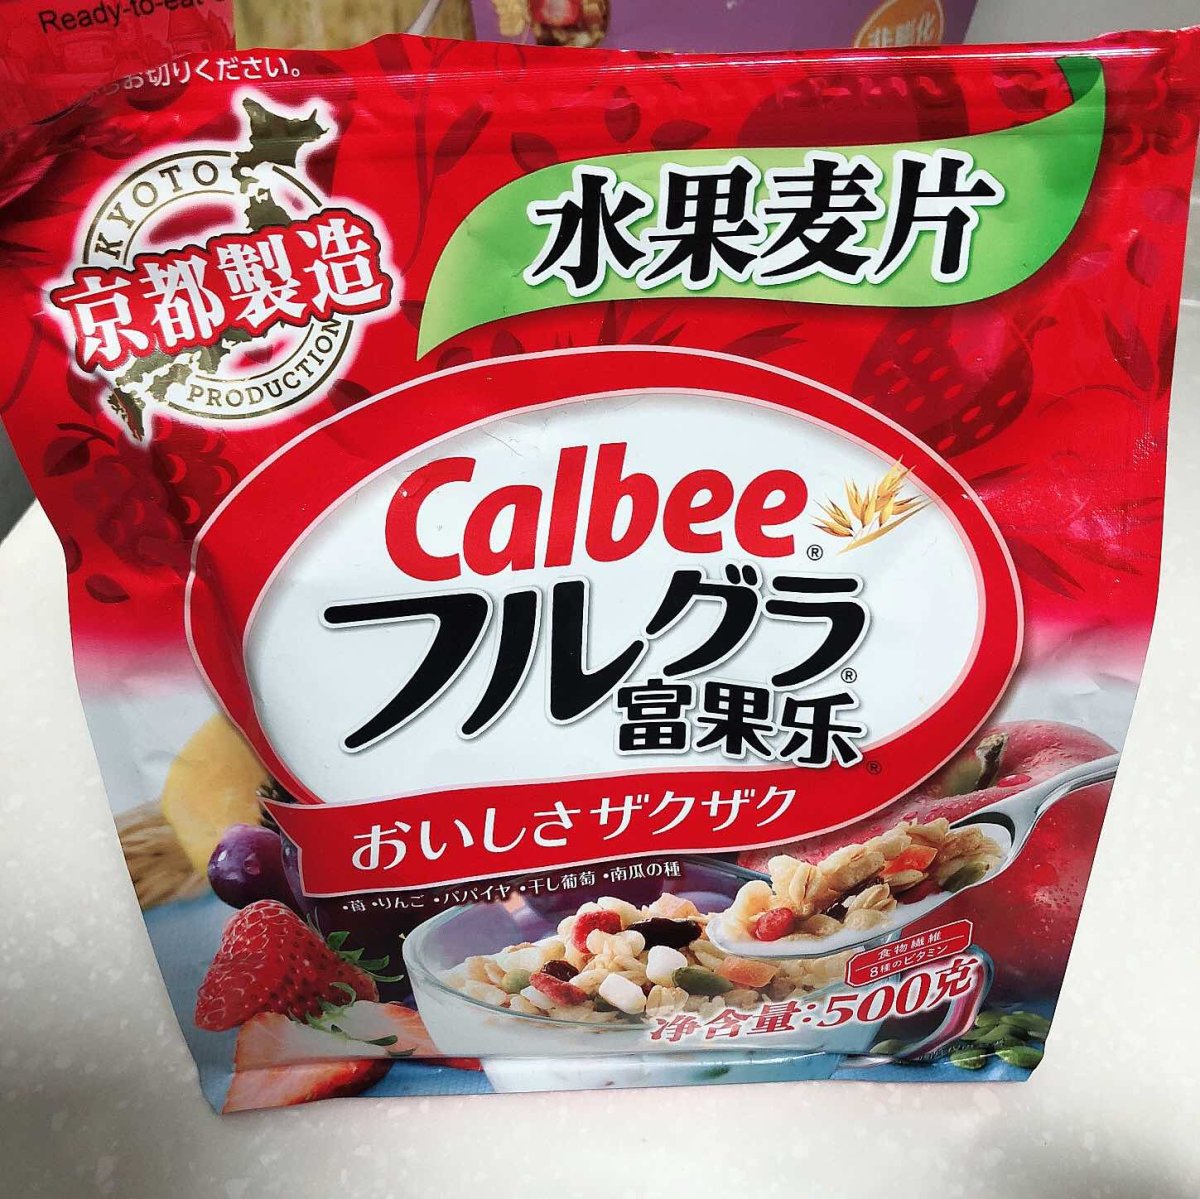 Ready-to-eat
非膨化
お切りください。
KYOTO
京都製造
PRODUCTION
水果麦片
Calbee®
フルグラ®
富果乐®
おいしさザクザク
・苺・りんご・パパイヤ・干し葡萄・南瓜の種
食物繊維
8種のビタミン
净含量:500克